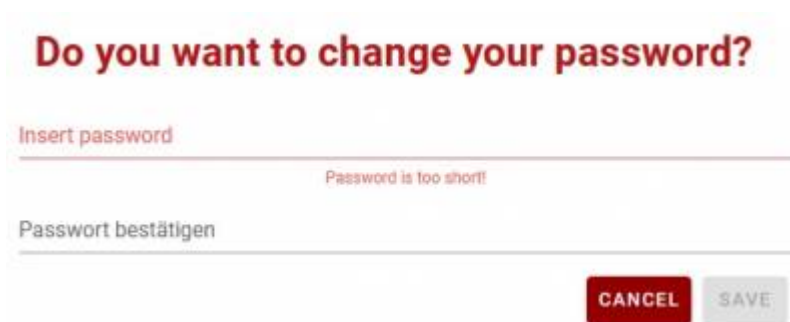 Do you want to change your password?
Insert password
Password is too short!
Passwort bestätigen
CANCEL SAVE